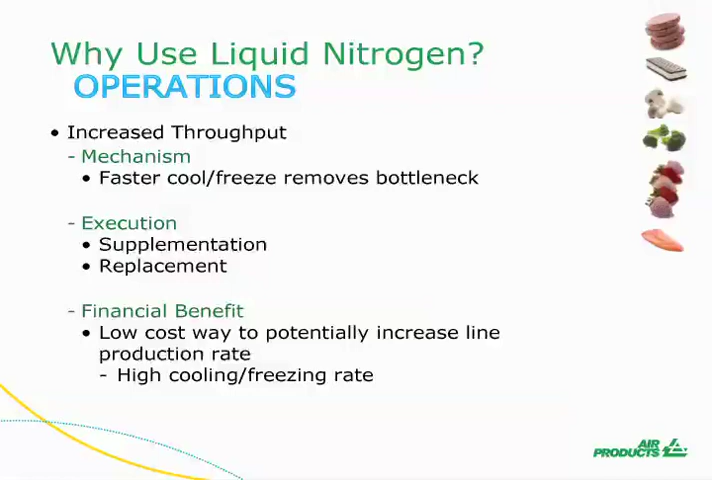 Why Use Liquid Nitrogen?
OPERATIONS
• Increased Throughput
- Mechanism
• Faster cool/freeze removes bottleneck
- Execution
• Supplementation
• Replacement
- Financial Benefit
• Low cost way to potentially increase line
production rate
- High cooling/freezing rate
AIR
PRODUCTS